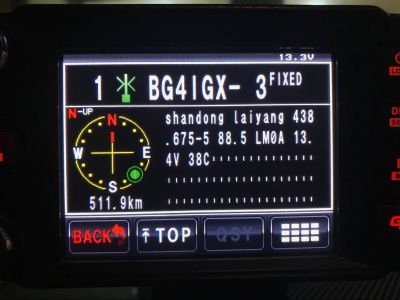 13.3V
1 BG4IGX- 3 FIXED
N-UP
N
W E
S
511.9km
shandong laiyang 438
.675-5 88.5 LM0A 13.
4V 38C
BACK TOP QSY